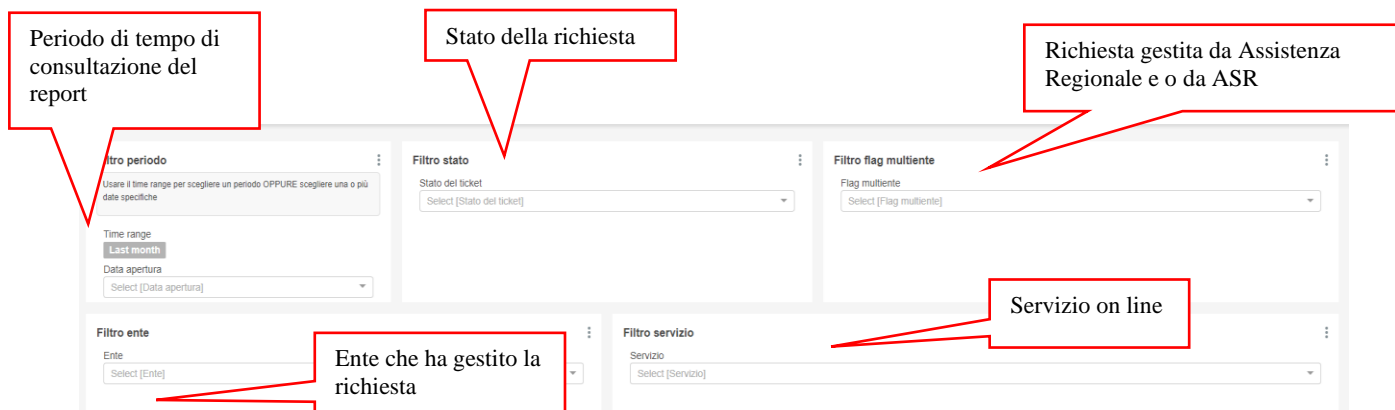 Periodo di tempo di
consultazione del
report
Stato della richiesta
Richiesta gestita da Assistenza
Regionale e o da ASR
ltro periodo
Usare il time range per scegliere un periodo OPPURE scegliere una o più
date specifiche
Time range
Last month
Data apertura
Select [Data apertura]
Filtro stato
Stato del ticket
Select [Stato del ticket]
Filtro flag multiente
Flag multiente
Select [Flag multiente]
Filtro ente
Ente
Select [Ente]
Ente che ha gestito la
richiesta
Filtro servizio
Servizio
Select [Servizio]
Servizio on line